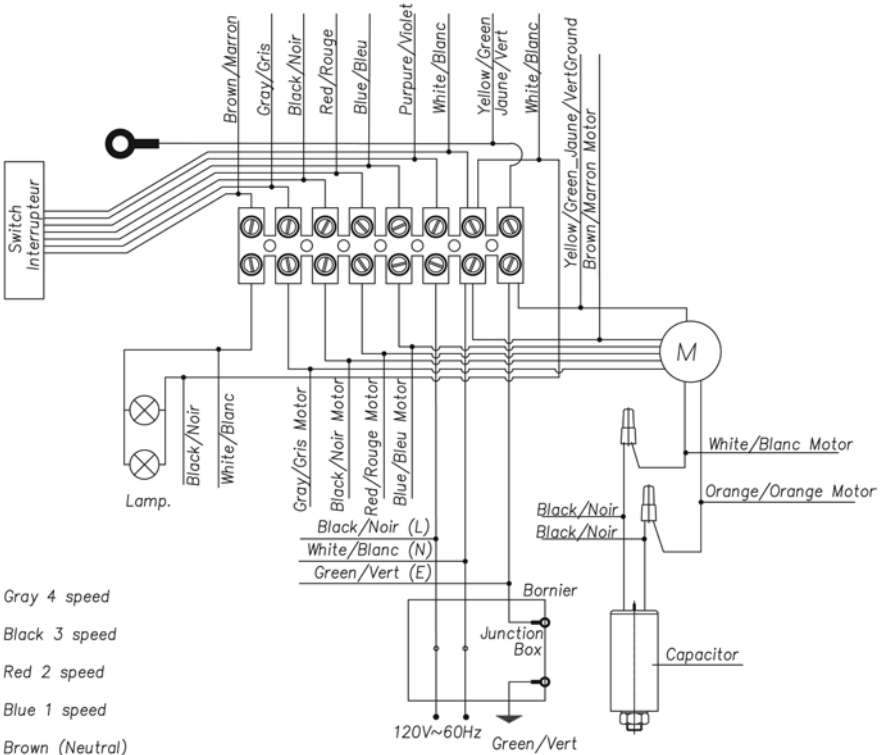 Brown/Marron
Gray/Gris
Black/Noir
Red/Rouge
Blue/Bleu
Purpure/Violet
White/Blanc
Yellow/Green
Jaune/Vert
White/Blanc
Yellow/Green_Jaune/VertGround
Brown/Marron Motor
Switch
Interrupteur
M
Black/Noir
White/Blanc
Lamp.
Gray/Gris Motor
Black/Noir Motor
Red/Rouge Motor
Blue/Bleu Motor
White/Blanc Motor
Orange/Orange Motor
Black/Noir
Black/Noir
Black/Noir (L)
White/Blanc (N)
Green/Vert (E)
Bornier
Junction
Box
Capacitor
120V~60Hz
Green/Vert
Gray 4 speed
Black 3 speed
Red 2 speed
Blue 1 speed
Brown (Neutral)